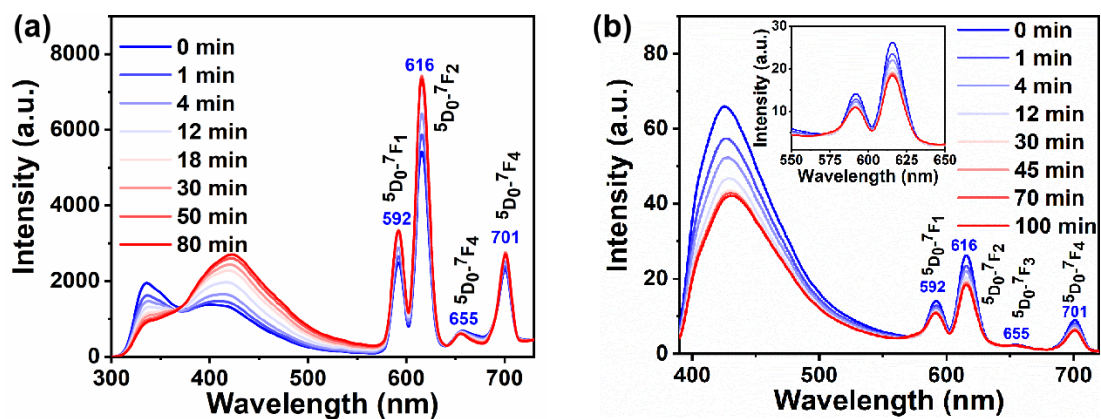 (a)
Intensity (a.u.)
8000
6000
4000
2000
0
0 min
1 min
4 min
12 min
18 min
30 min
50 min
80 min
616
⁵D₀-⁷F₂
⁵D₀-⁷F₁
592
⁵D₀-⁷F₄
655
⁵D₀-⁷F₄
701
300 400 500 600 700
Wavelength (nm)
(b)
Intensity (a.u.)
80
60
40
20
0
Intensity (a.u.)
30
20
10
550 575 600 625 650
Wavelength (nm)
0 min
1 min
4 min
12 min
30 min
45 min
70 min
100 min
⁵D₀-⁷F₁
592
616
⁵D₀-⁷F₂
⁵D₀-⁷F₃
655
⁵D₀-⁷F₄
701
400 500 600 700
Wavelength (nm)